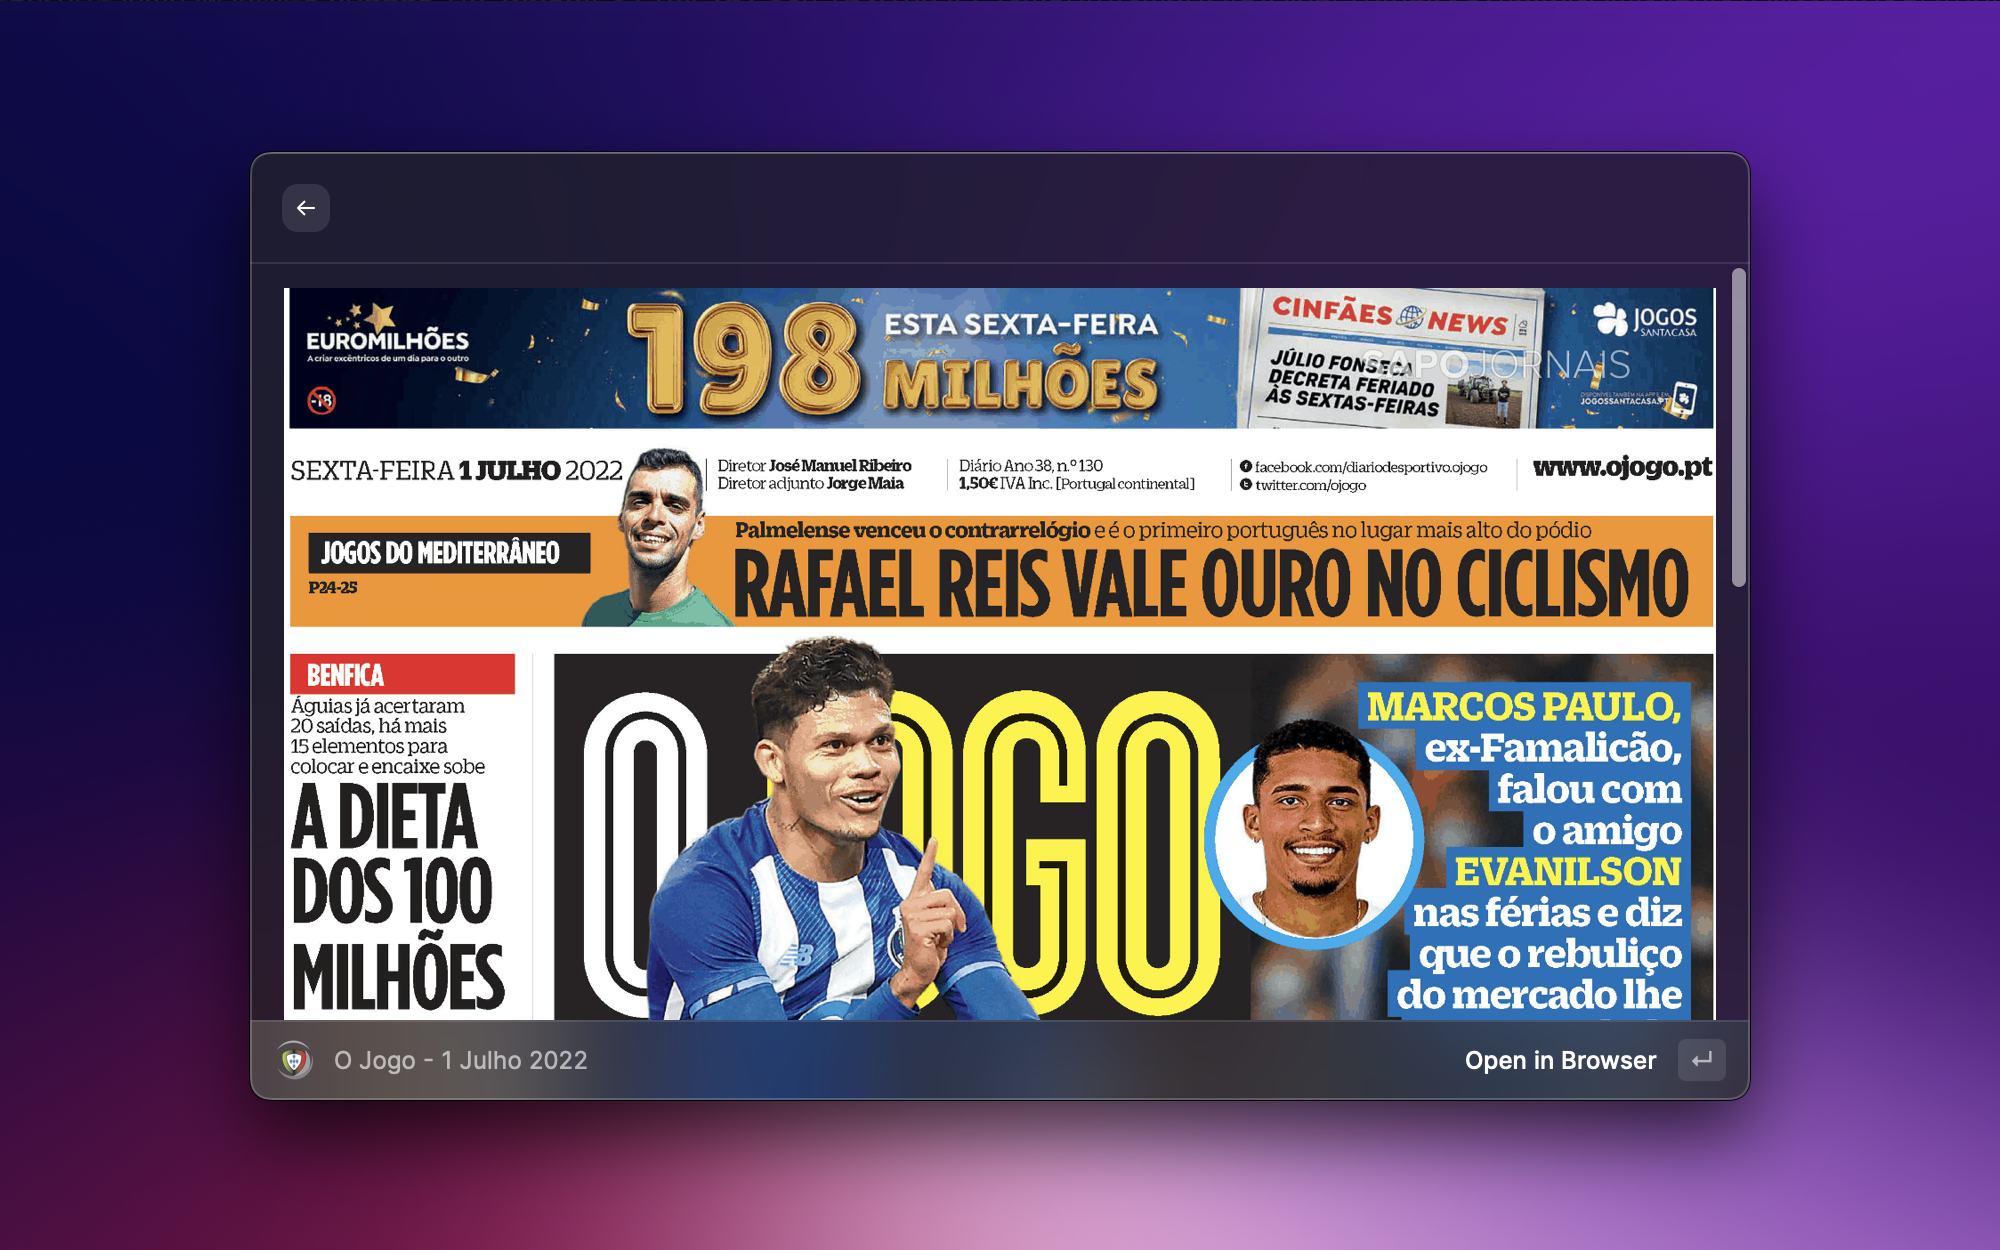 EUROMILHÕES
A criar excêntricos de um dia para o outro
-18
198
ESTA SEXTA-FEIRA
MILHÕES
CINFÃES NEWS
JÚLIO FONSECA
DECRETA FERIADO
ÀS SEXTAS-FEIRAS
SAPOJORNAIS
JOGOS
SANTACASA
JOGOSSANTACASA.PT
SEXTA-FEIRA 1 JULHO 2022
Diretor José Manuel Ribeiro
Diretor adjunto Jorge Maia
Diário Ano 38, n.º 130
1,50€ IVA Inc. [Portugal continental]
facebook.com/diariodesportivo.ojogo
twitter.com/ojogo
www.ojogo.pt
JOGOS DO MEDITERRÂNEO
P24-25
Palmelense venceu o contrarrelógio e é o primeiro português no lugar mais alto do pódio
RAFAEL REIS VALE OURO NO CICLISMO
BENFICA
Águias já acertaram
20 saídas, há mais
15 elementos para
colocar e encaixe sobe
A DIETA
DOS 100
MILHÕES
O JOGO
MARCOS PAULO,
ex-Famalicão,
falou com
o amigo
EVANILSON
nas férias e diz
que o rebuliço
do mercado lhe
O Jogo - 1 Julho 2022
Open in Browser